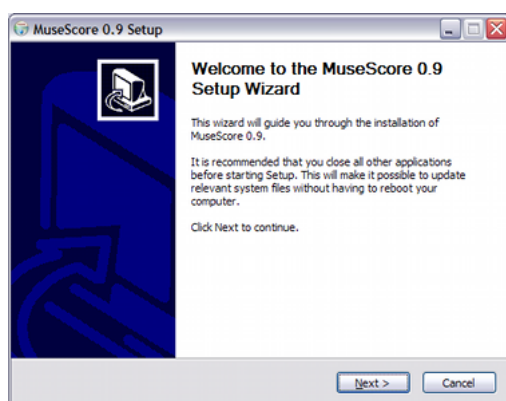 MuseScore 0.9 Setup
Welcome to the MuseScore 0.9
Setup Wizard
This wizard will guide you through the installation of
MuseScore 0.9.
It is recommended that you close all other applications
before starting Setup. This will make it possible to update
relevant system files without having to reboot your
computer.
Click Next to continue.
Next >
Cancel